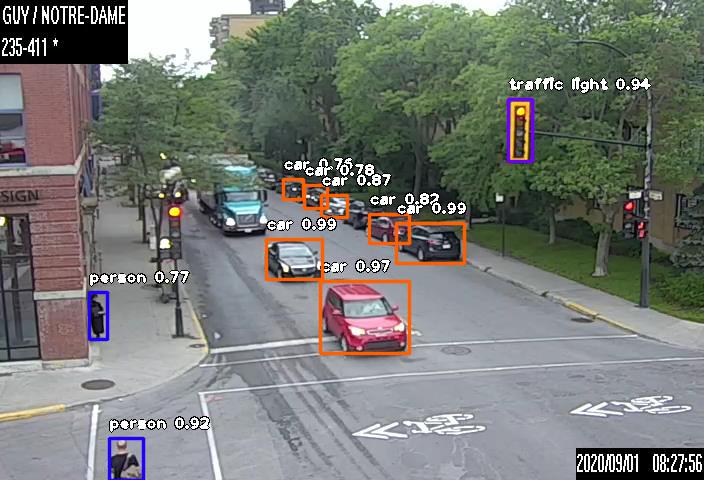 GUY / NOTRE-DAME
235-411 *
traffic light 0.94
car 0.76
car 0.78
car 0.87
car 0.82
car 0.99
car 0.99
SIGN
car 0.97
person 0.77
person 0.92
2020/09/01 08:27:56